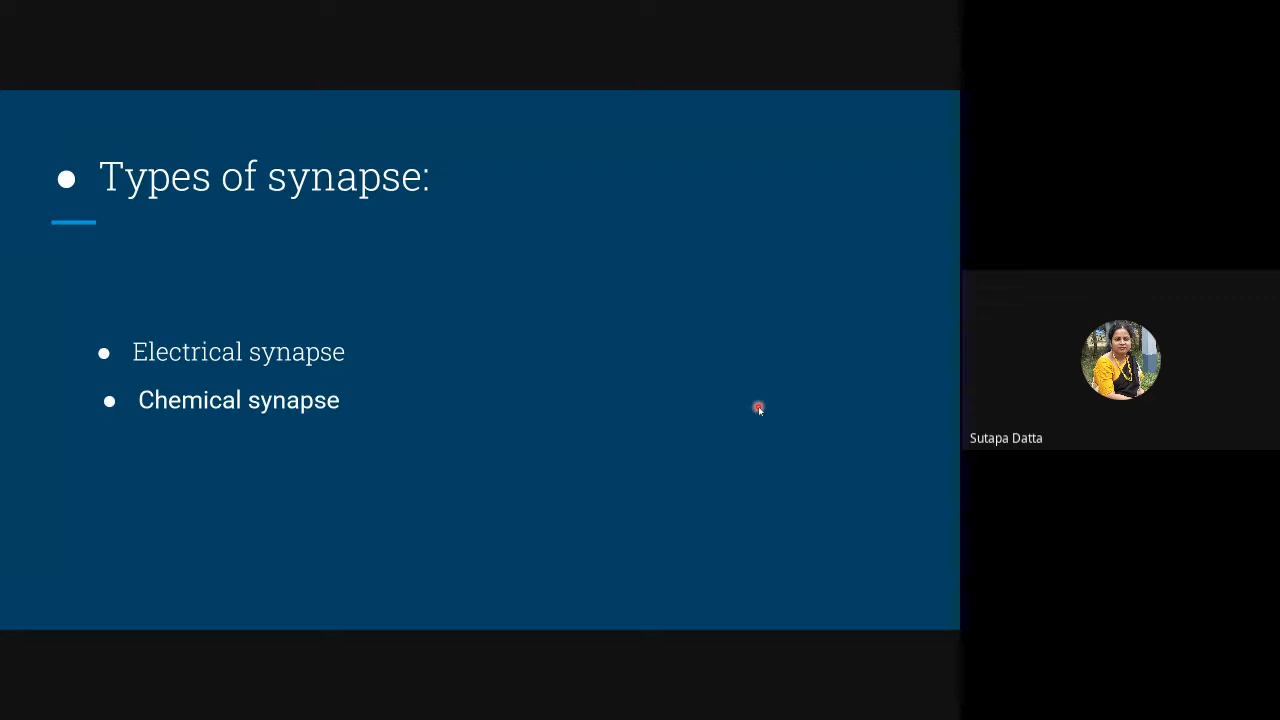 ● Types of synapse:
● Electrical synapse
● Chemical synapse
Sutapa Datta